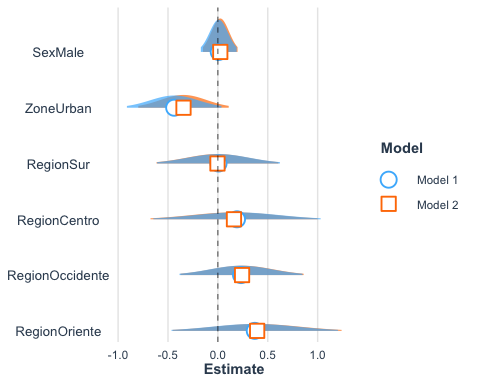 SexMale
ZoneUrban
RegionSur
RegionCentro
RegionOccidente
RegionOriente
-1.0 -0.5 0.0 0.5 1.0
Estimate
Model
Model 1
Model 2